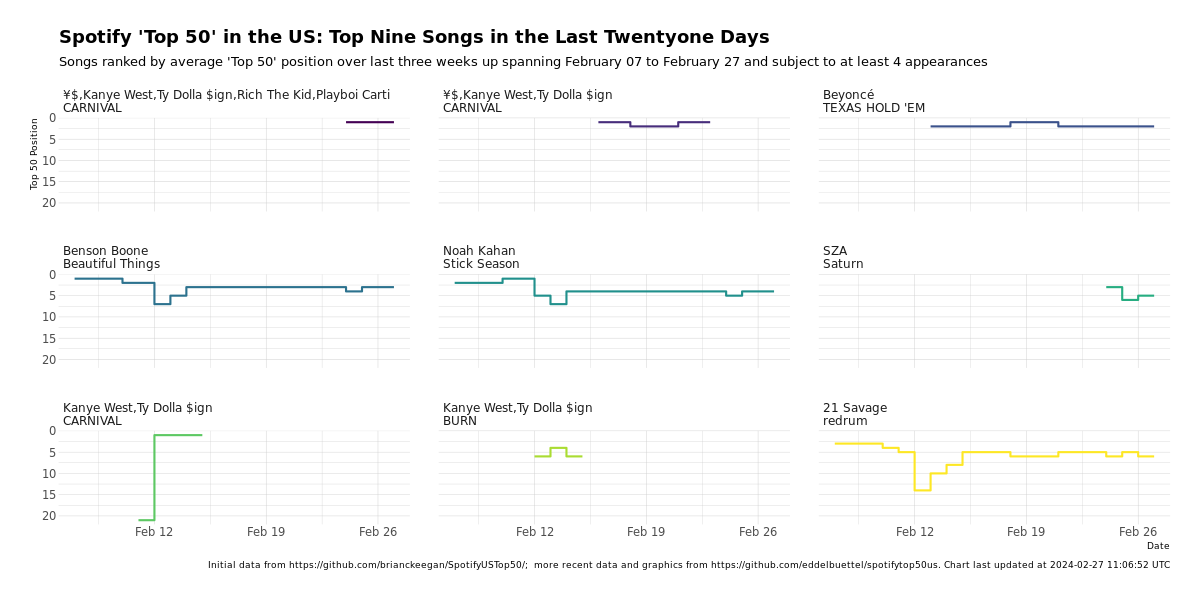 Spotify 'Top 50' in the US: Top Nine Songs in the Last Twentyone Days
Songs ranked by average 'Top 50' position over last three weeks up spanning February 07 to February 27 and subject to at least 4 appearances
¥$,Kanye West,Ty Dolla $ign,Rich The Kid,Playboi Carti
CARNIVAL
¥$,Kanye West,Ty Dolla $ign
CARNIVAL
Beyoncé
TEXAS HOLD 'EM
Top 50 Position
0
5
10
15
20
Benson Boone
Beautiful Things
Noah Kahan
Stick Season
SZA
Saturn
0
5
10
15
20
Kanye West,Ty Dolla $ign
CARNIVAL
Kanye West,Ty Dolla $ign
BURN
21 Savage
redrum
0
5
10
15
20
Feb 12 Feb 19 Feb 26
Feb 12 Feb 19 Feb 26
Feb 12 Feb 19 Feb 26
Date
Initial data from https://github.com/brianckeegan/SpotifyUSTop50/; more recent data and graphics from https://github.com/eddelbuettel/spotifytop50us. Chart last updated at 2024-02-27 11:06:52 UTC